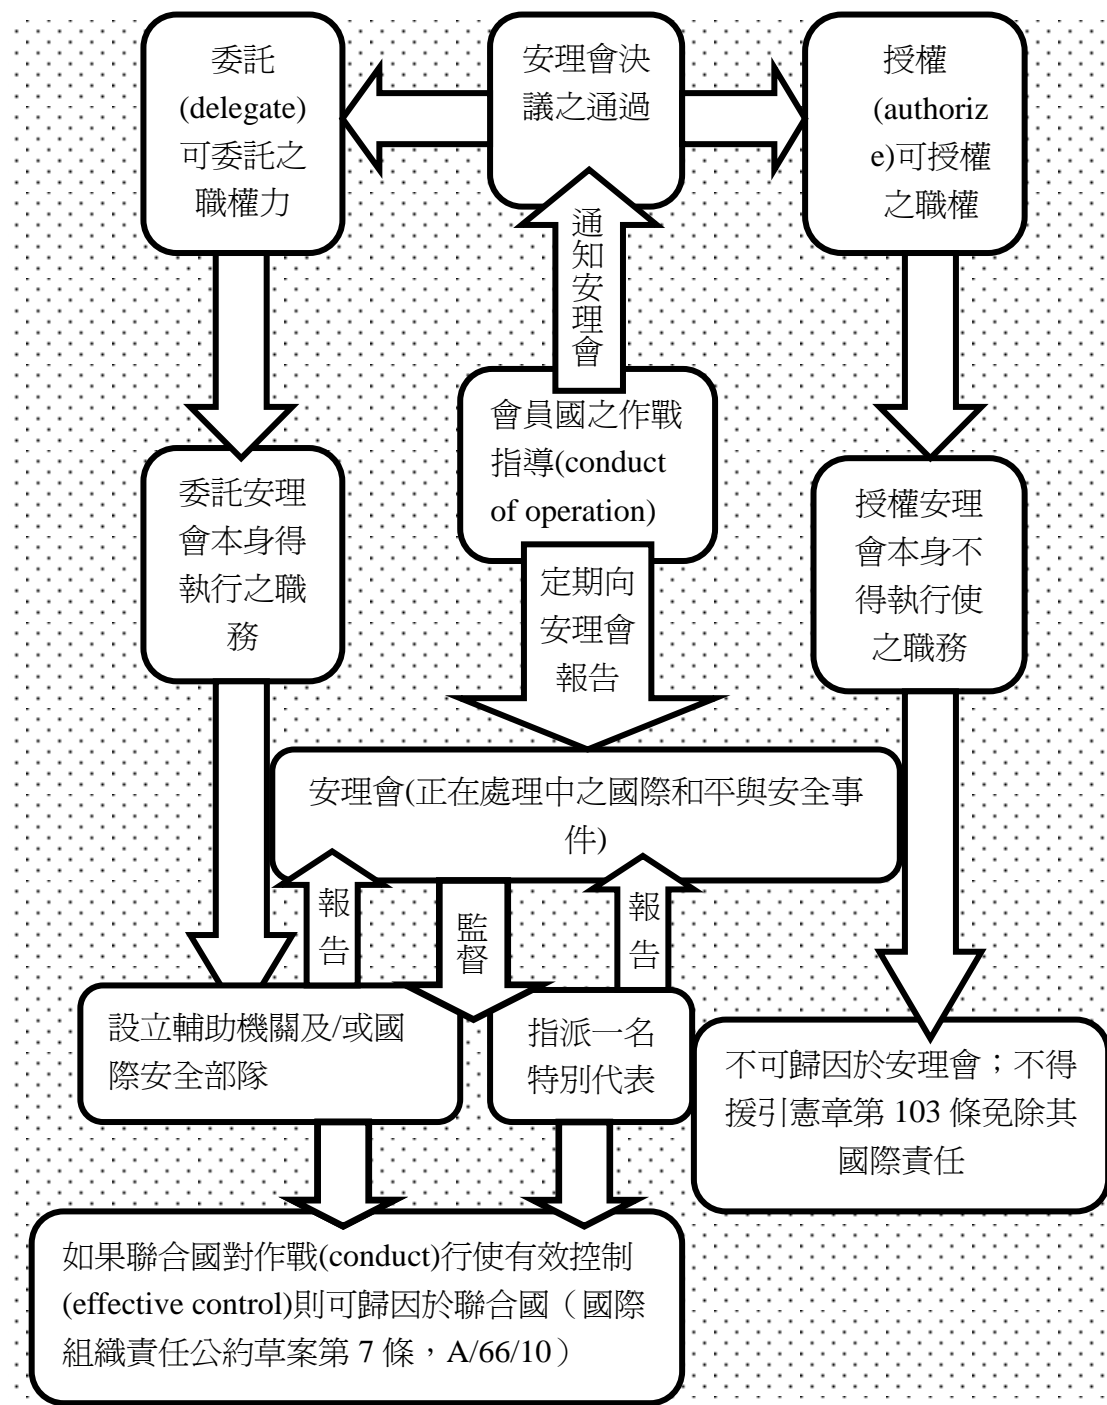 委託
(delegate)
可委託之
職權力
安理會決
議之通過
授權
(authoriz
e)可授權
之職權
通知安理會
會員國之作戰
指導(conduct
of operation)
委託安理
會本身得
執行之職
務
授權安理
會本身不
得執行使
之職務
定期向
安理會
報告
安理會(正在處理中之國際和平與安全事
件)
報告
監督
報告
設立輔助機關及/或國
際安全部隊
指派一名
特別代表
不可歸因於安理會；不得
援引憲章第 103 條免除其
國際責任
如果聯合國對作戰(conduct)行使有效控制
(effective control)則可歸因於聯合國（國際
組織責任公約草案第 7 條，A/66/10）